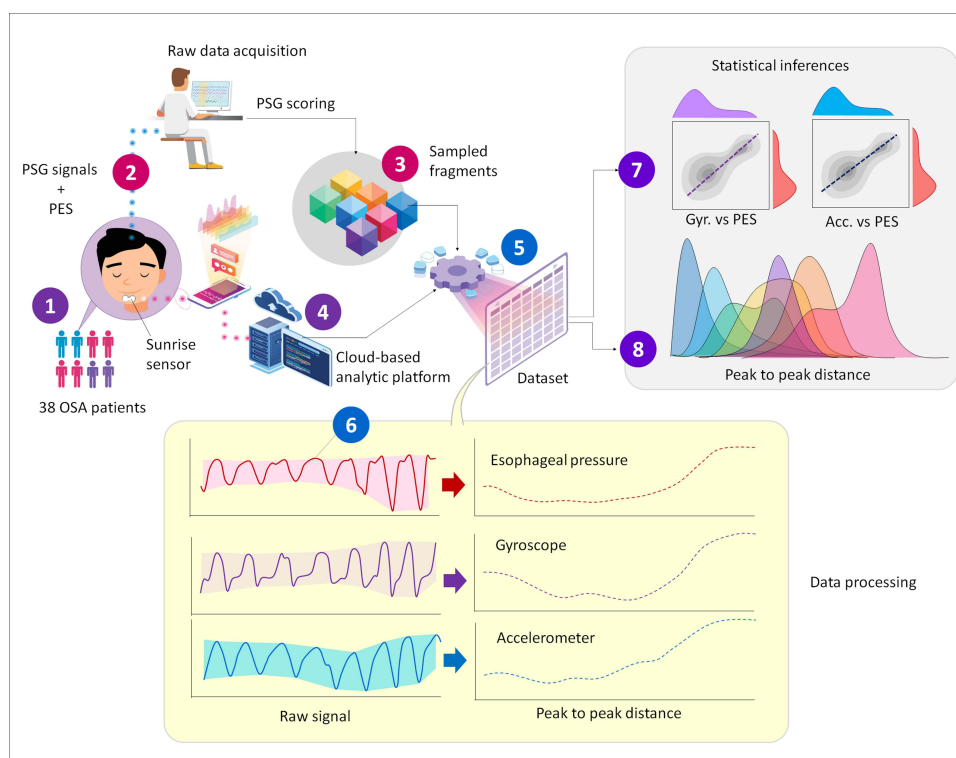 Raw data acquisition
PSG scoring
2
PSG signals
+
PES
3
Sampled
fragments
1
Sunrise
sensor
38 OSA patients
4
Cloud-based
analytic platform
5
Dataset
Statistical inferences
7
Gyr. vs PES
Acc. vs PES
8
Peak to peak distance
6
Esophageal pressure
Gyroscope
Accelerometer
Raw signal
Peak to peak distance
Data processing